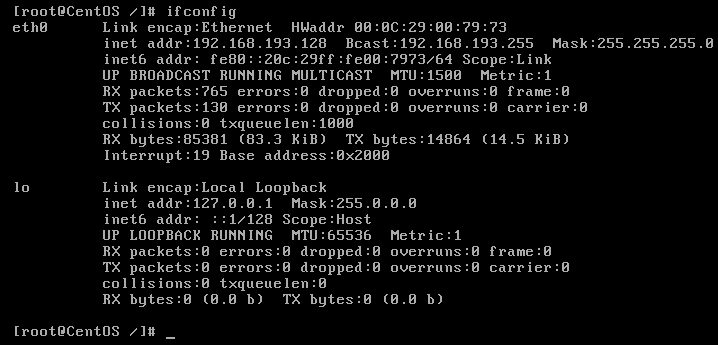 [root@CentOS /]# ifconfig
eth0      Link encap:Ethernet  HWaddr 00:0C:29:00:79:73
          inet addr:192.168.193.128  Bcast:192.168.193.255  Mask:255.255.255.0
          inet6 addr: fe80::20c:29ff:fe00:7973/64 Scope:Link
          UP BROADCAST RUNNING MULTICAST  MTU:1500  Metric:1
          RX packets:765 errors:0 dropped:0 overruns:0 frame:0
          TX packets:130 errors:0 dropped:0 overruns:0 carrier:0
          collisions:0 txqueuelen:1000
          RX bytes:85381 (83.3 KiB)  TX bytes:14864 (14.5 KiB)
          Interrupt:19 Base address:0x2000

lo        Link encap:Local Loopback
          inet addr:127.0.0.1  Mask:255.0.0.0
          inet6 addr: ::1/128 Scope:Host
          UP LOOPBACK RUNNING  MTU:65536  Metric:1
          RX packets:0 errors:0 dropped:0 overruns:0 frame:0
          TX packets:0 errors:0 dropped:0 overruns:0 carrier:0
          collisions:0 txqueuelen:0
          RX bytes:0 (0.0 b)  TX bytes:0 (0.0 b)

[root@CentOS /]# _